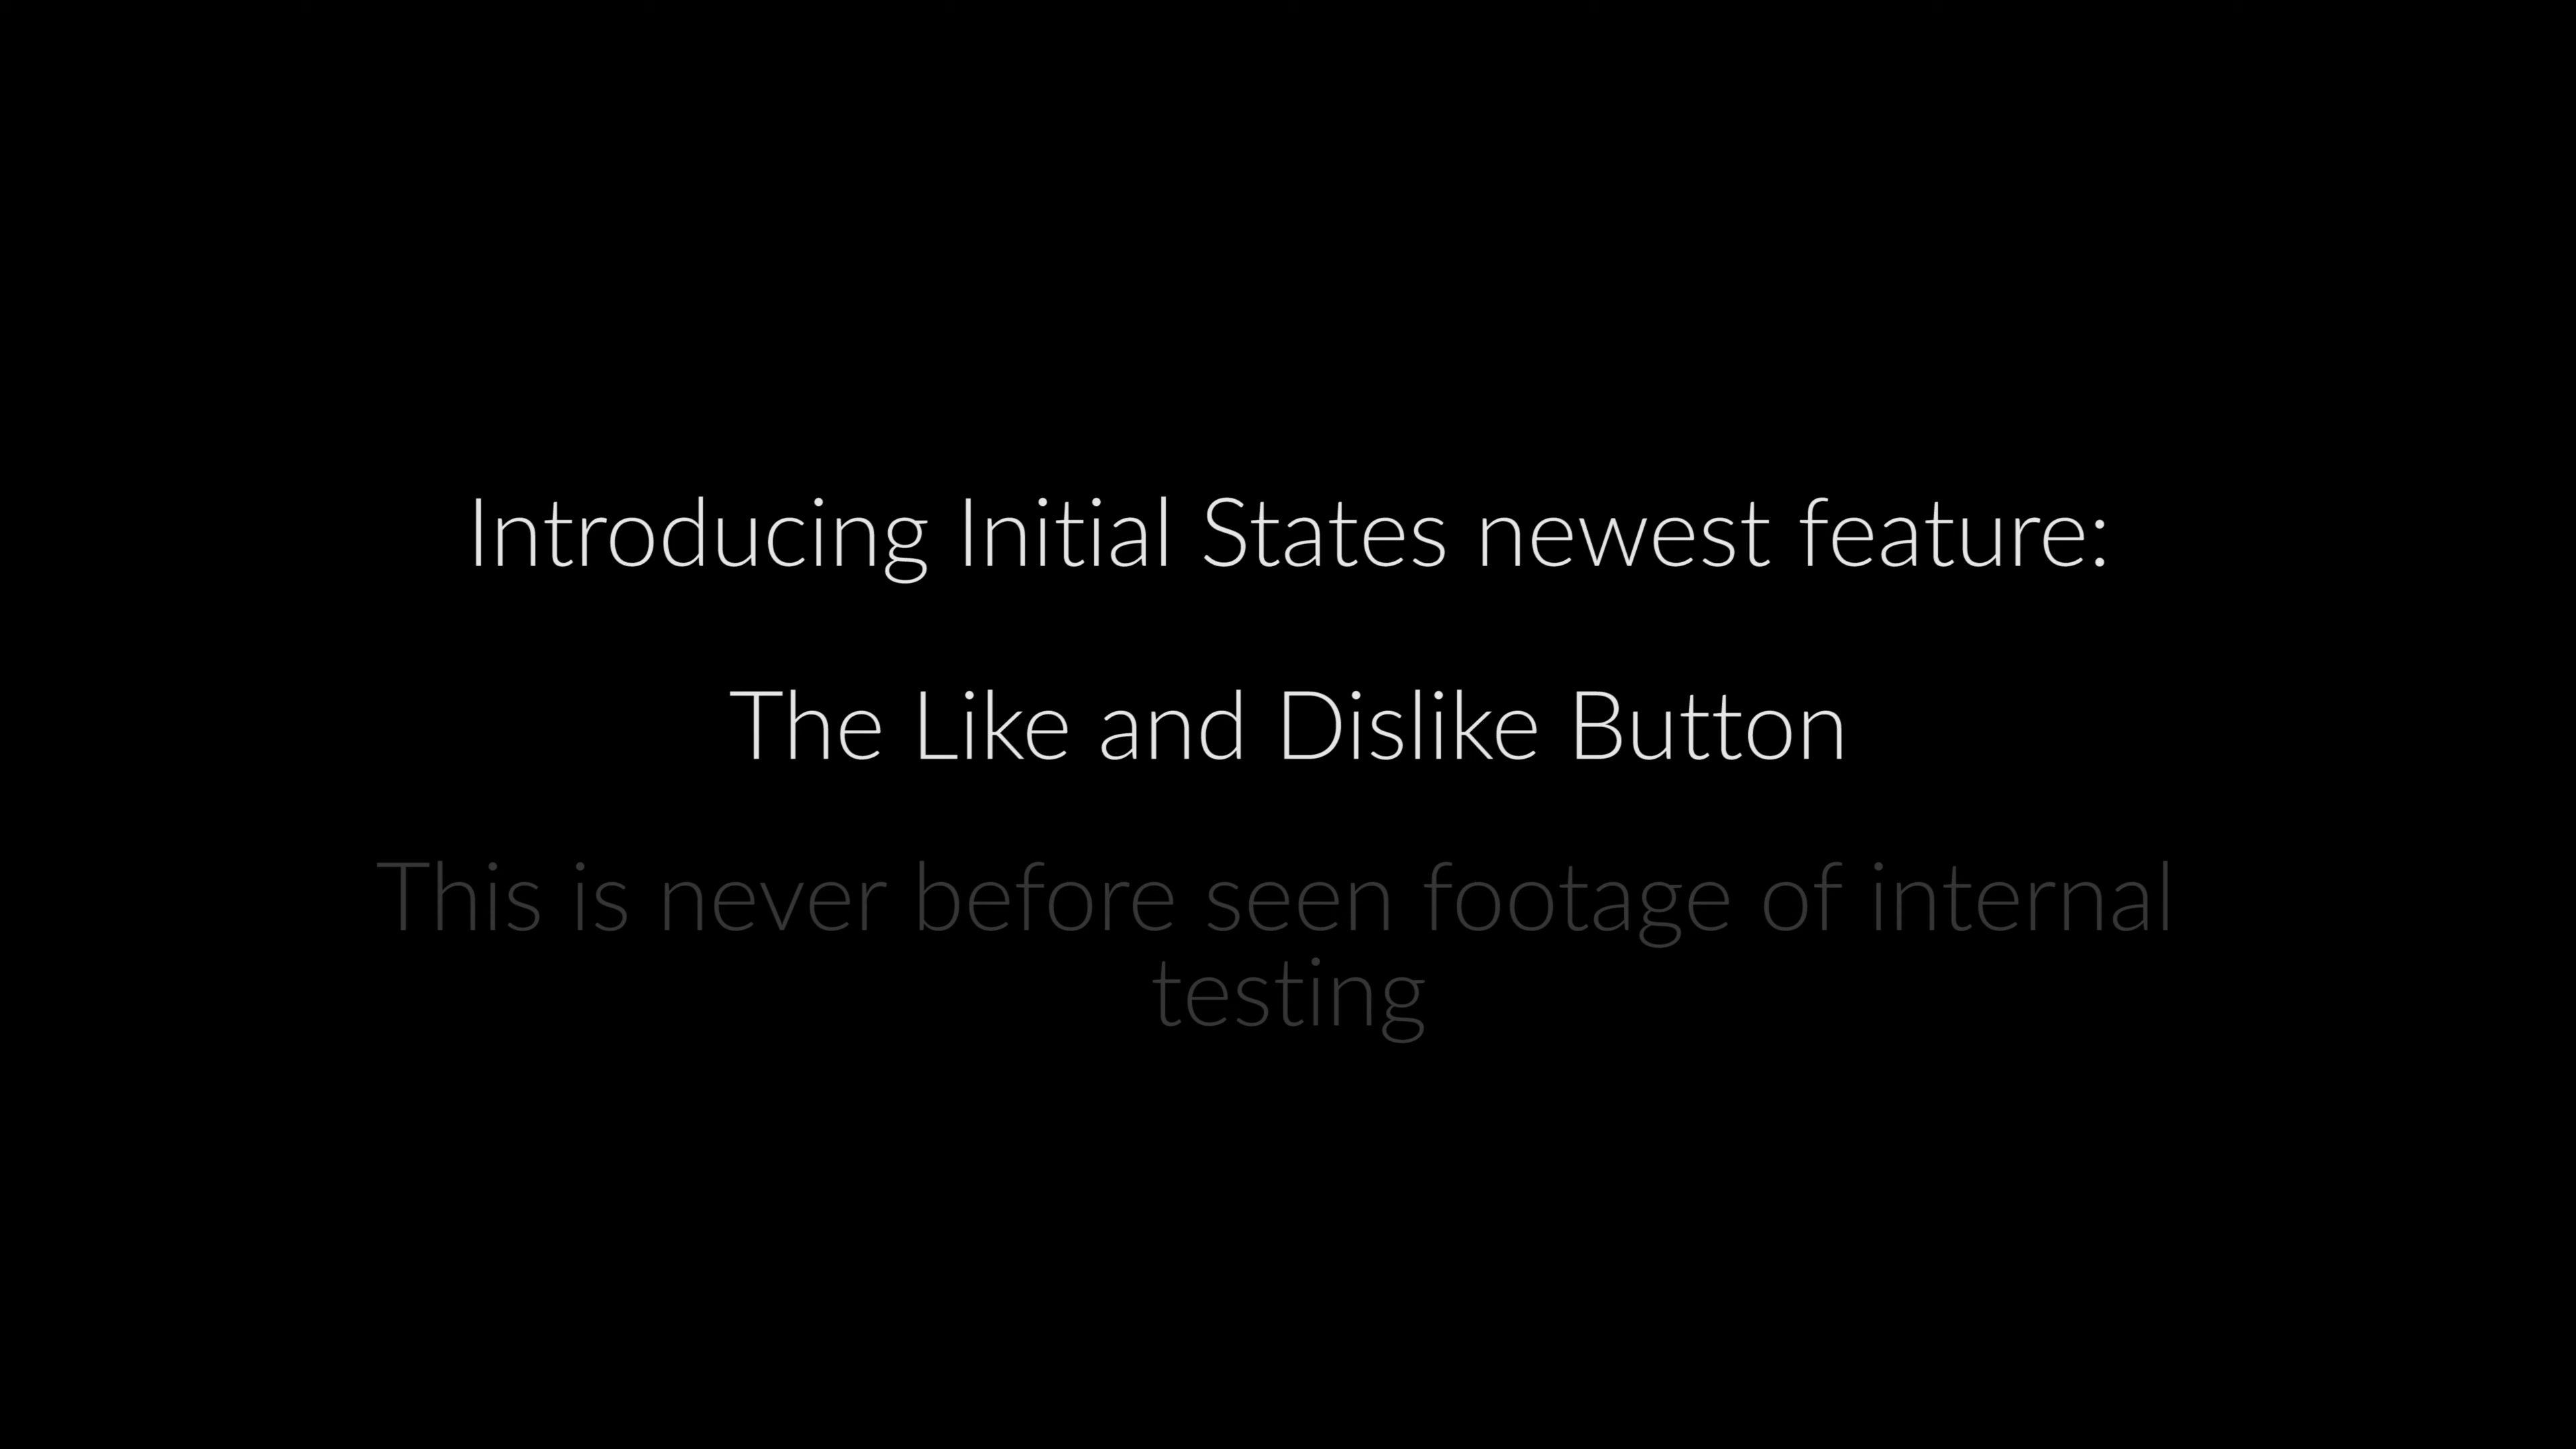 Introducing Initial States newest feature:
The Like and Dislike Button
This is never before seen footage of internal
testing